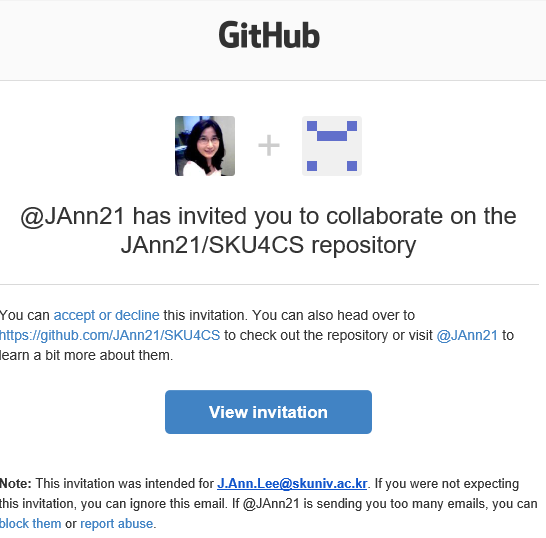 GitHub
@JAnn21 has invited you to collaborate on the
JAnn21/SKU4CS repository
You can accept or decline this invitation. You can also head over to
https://github.com/JAnn21/SKU4CS to check out the repository or visit @JAnn21 to
learn a bit more about them.
View invitation
Note: This invitation was intended for J.Ann.Lee@skuniv.ac.kr. If you were not expecting
this invitation, you can ignore this email. If @JAnn21 is sending you too many emails, you can
block them or report abuse.